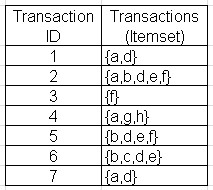 Transaction ID Transactions (Itemset)
1 {a,d}
2 {a,b,d,e,f}
3 {f}
4 {a,g,h}
5 {b,d,e,f}
6 {b,c,d,e}
7 {a,d}